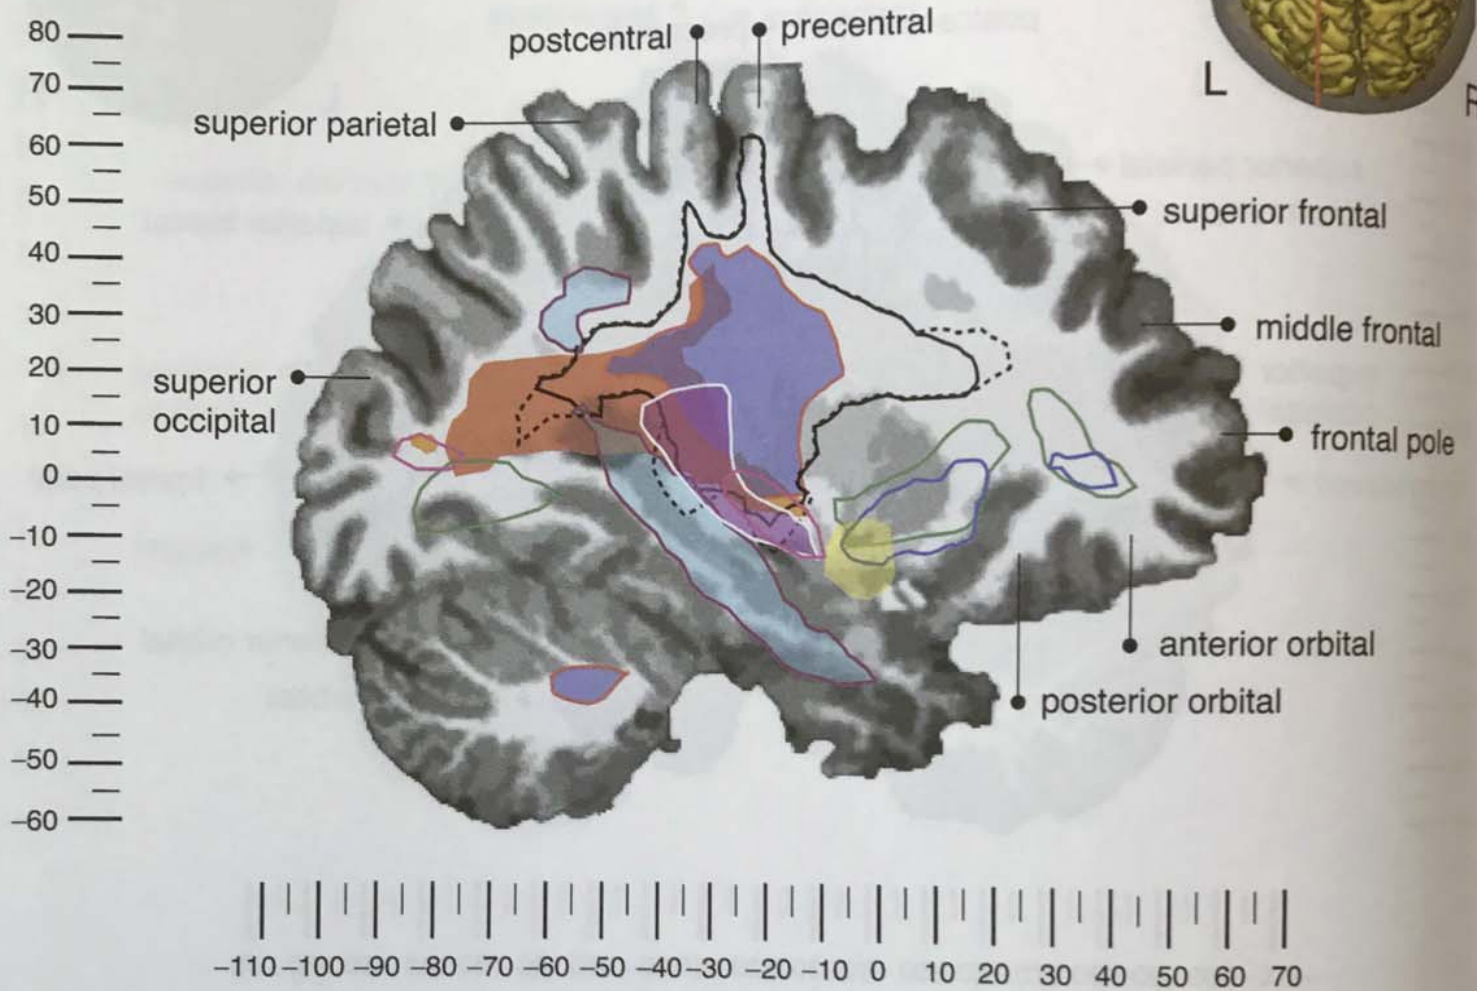 postcentral
precentral
superior parietal
L
superior frontal
middle frontal
superior
occipital
frontal pole
anterior orbital
posterior orbital
80
70
60
50
40
30
20
10
0
−10
−20
−30
−40
−50
−60
−110 −100 −90 −80 −70 −60 −50 −40 −30 −20 −10 0 10 20 30 40 50 60 70